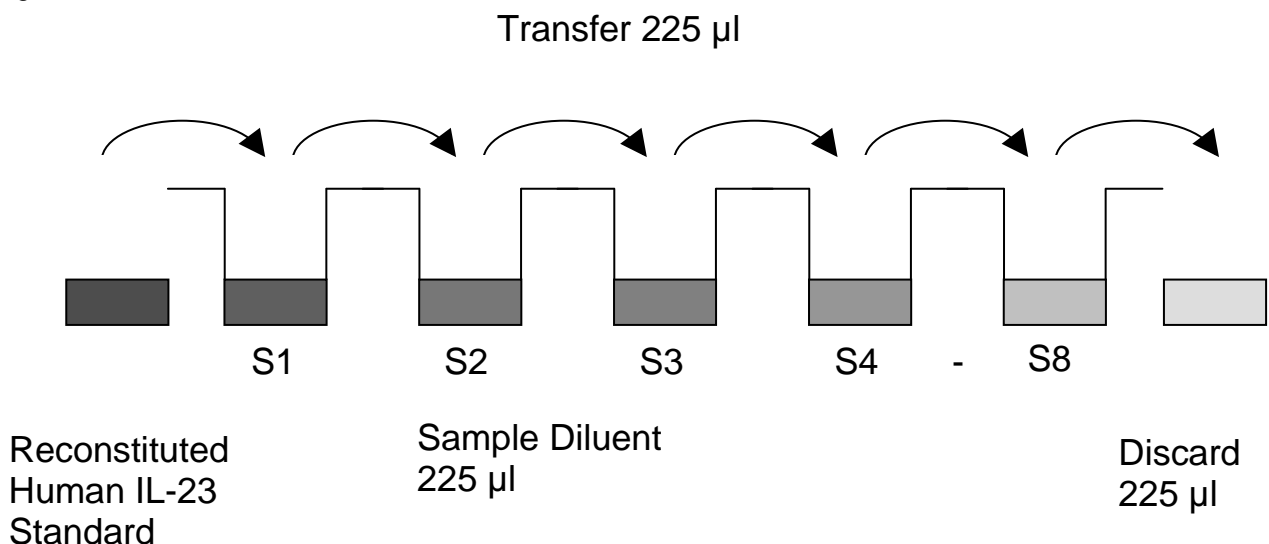 Transfer 225 µl
S1 S2 S3 S4 - S8
Reconstituted
Human IL-23
Standard
Sample Diluent
225 µl
Discard
225 µl